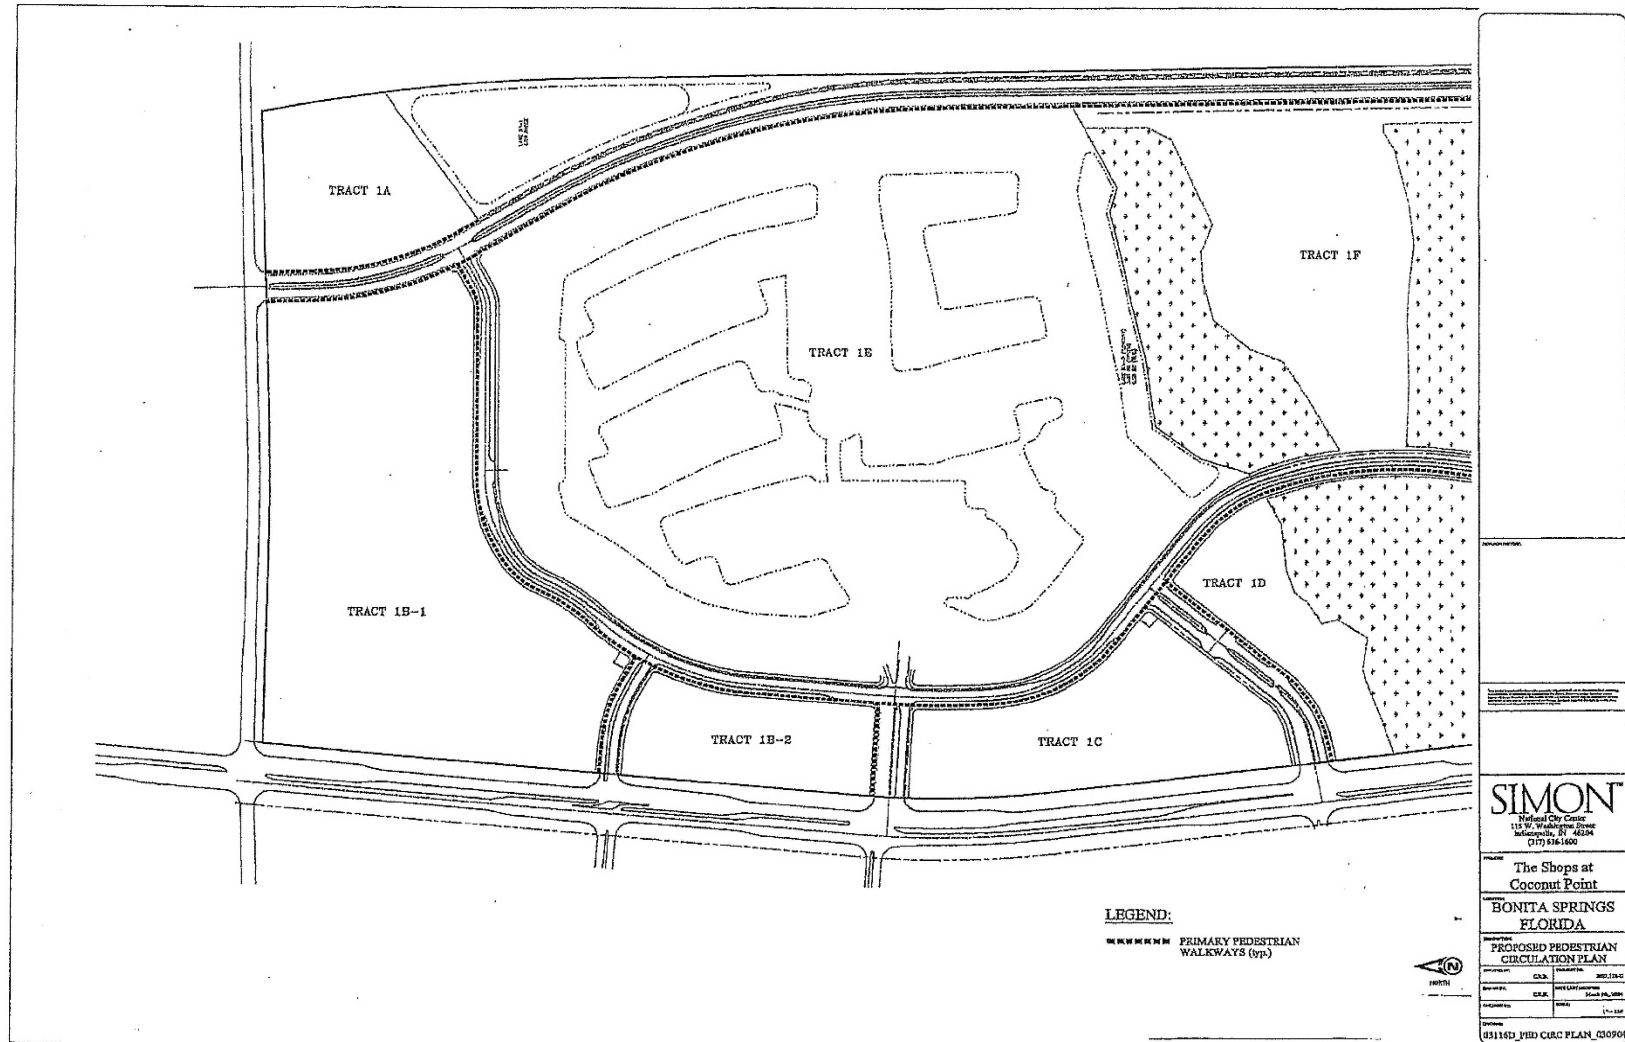 TRACT 1A
TRACT 1F
TRACT 1E
TRACT 1D
TRACT 1B-1
TRACT 1B-2
TRACT 1C
LEGEND:
PRIMARY PEDESTRIAN
WALKWAYS (typ.)
N
NORTH
SIMON
National City Center
115 W. Washington Street
Indianapolis, IN 46204
(317) 636-1600
The Shops at
Coconut Point
BONITA SPRINGS
FLORIDA
PROPOSED PEDESTRIAN
CIRCULATION PLAN